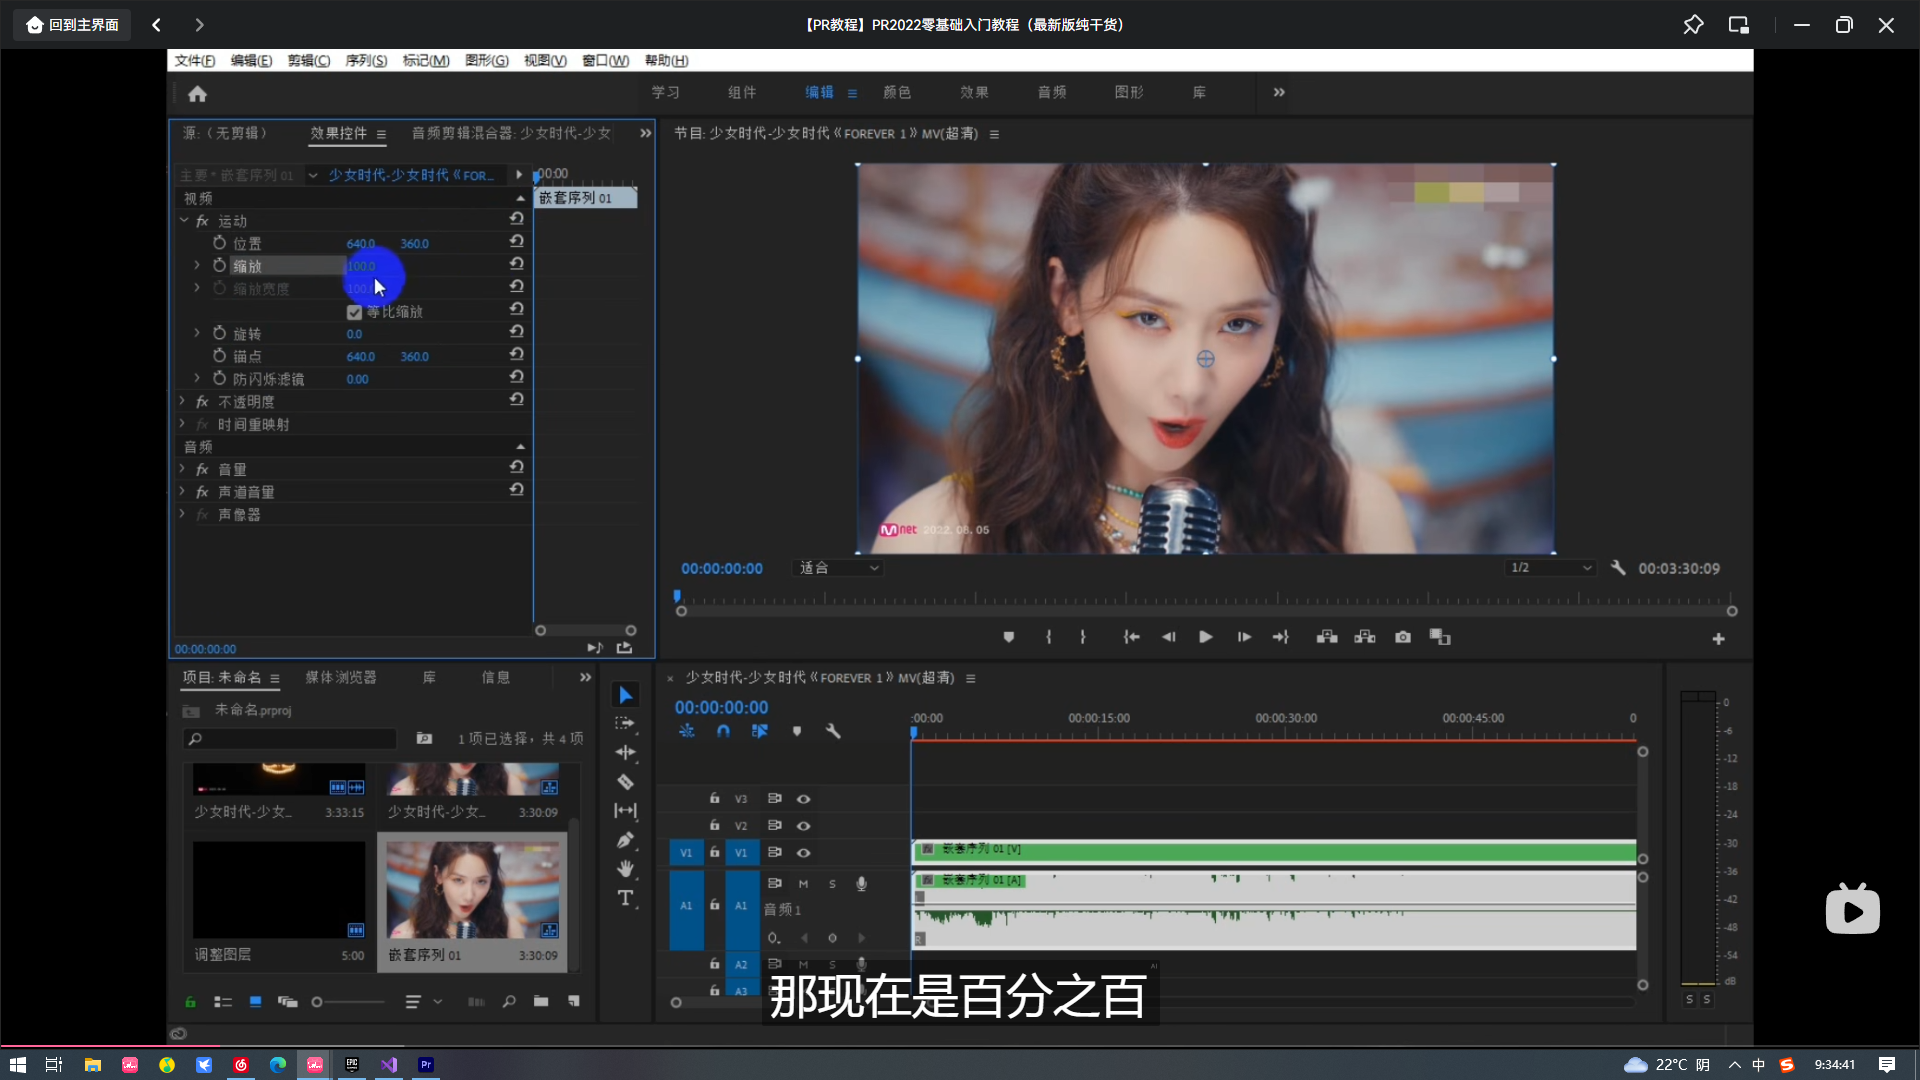 回到主界面
【PR教程】PR2022零基础入门教程（最新版纯干货）
文件(F) 编辑(E) 剪辑(C) 序列(S) 标记(M) 图形(G) 视图(V) 窗口(W) 帮助(H)
学习 组件 编辑 颜色 效果 音频 图形 库
源:（无剪辑） 效果控件 音频剪辑混合器: 少女时代-少女
主要*嵌套序列 01 少女时代-少女时代《FOR... :00:00
视频 嵌套序列 01
fx 运动
位置 640.0 360.0
缩放 100.0
缩放宽度 100.0
等比缩放
旋转 0.0
锚点 640.0 360.0
防闪烁滤镜 0.00
fx 不透明度
fx 时间重映射
音频
fx 音量
fx 声道音量
fx 声像器
00:00:00:00
节目: 少女时代-少女时代《FOREVER 1》MV(超清)
Mnet 2022. 08. 05
00:00:00:00 适合 1/2 00:03:30:09
项目: 未命名 媒体浏览器 库 信息
未命名.prproj
1 项已选择，共 4 项
少女时代-少女... 3:33:15 少女时代-少女... 3:30:09
调整图层 5:00 嵌套序列 01 3:30:09
× 少女时代-少女时代《FOREVER 1》MV(超清)
00:00:00:00
:00:00 00:00:15:00 00:00:30:00 00:00:45:00 0
V3
V2
V1 V1 嵌套序列 01 [V]
A1 A1 M S 嵌套序列 01 [A]
音频 1
R
A2 M S
A3
0
-6
-12
-18
-24
-30
-36
-42
-48
-54
dB
S S
AI
那现在是百分之百
EPIC Pr
22°C 阴 中 9:34:41